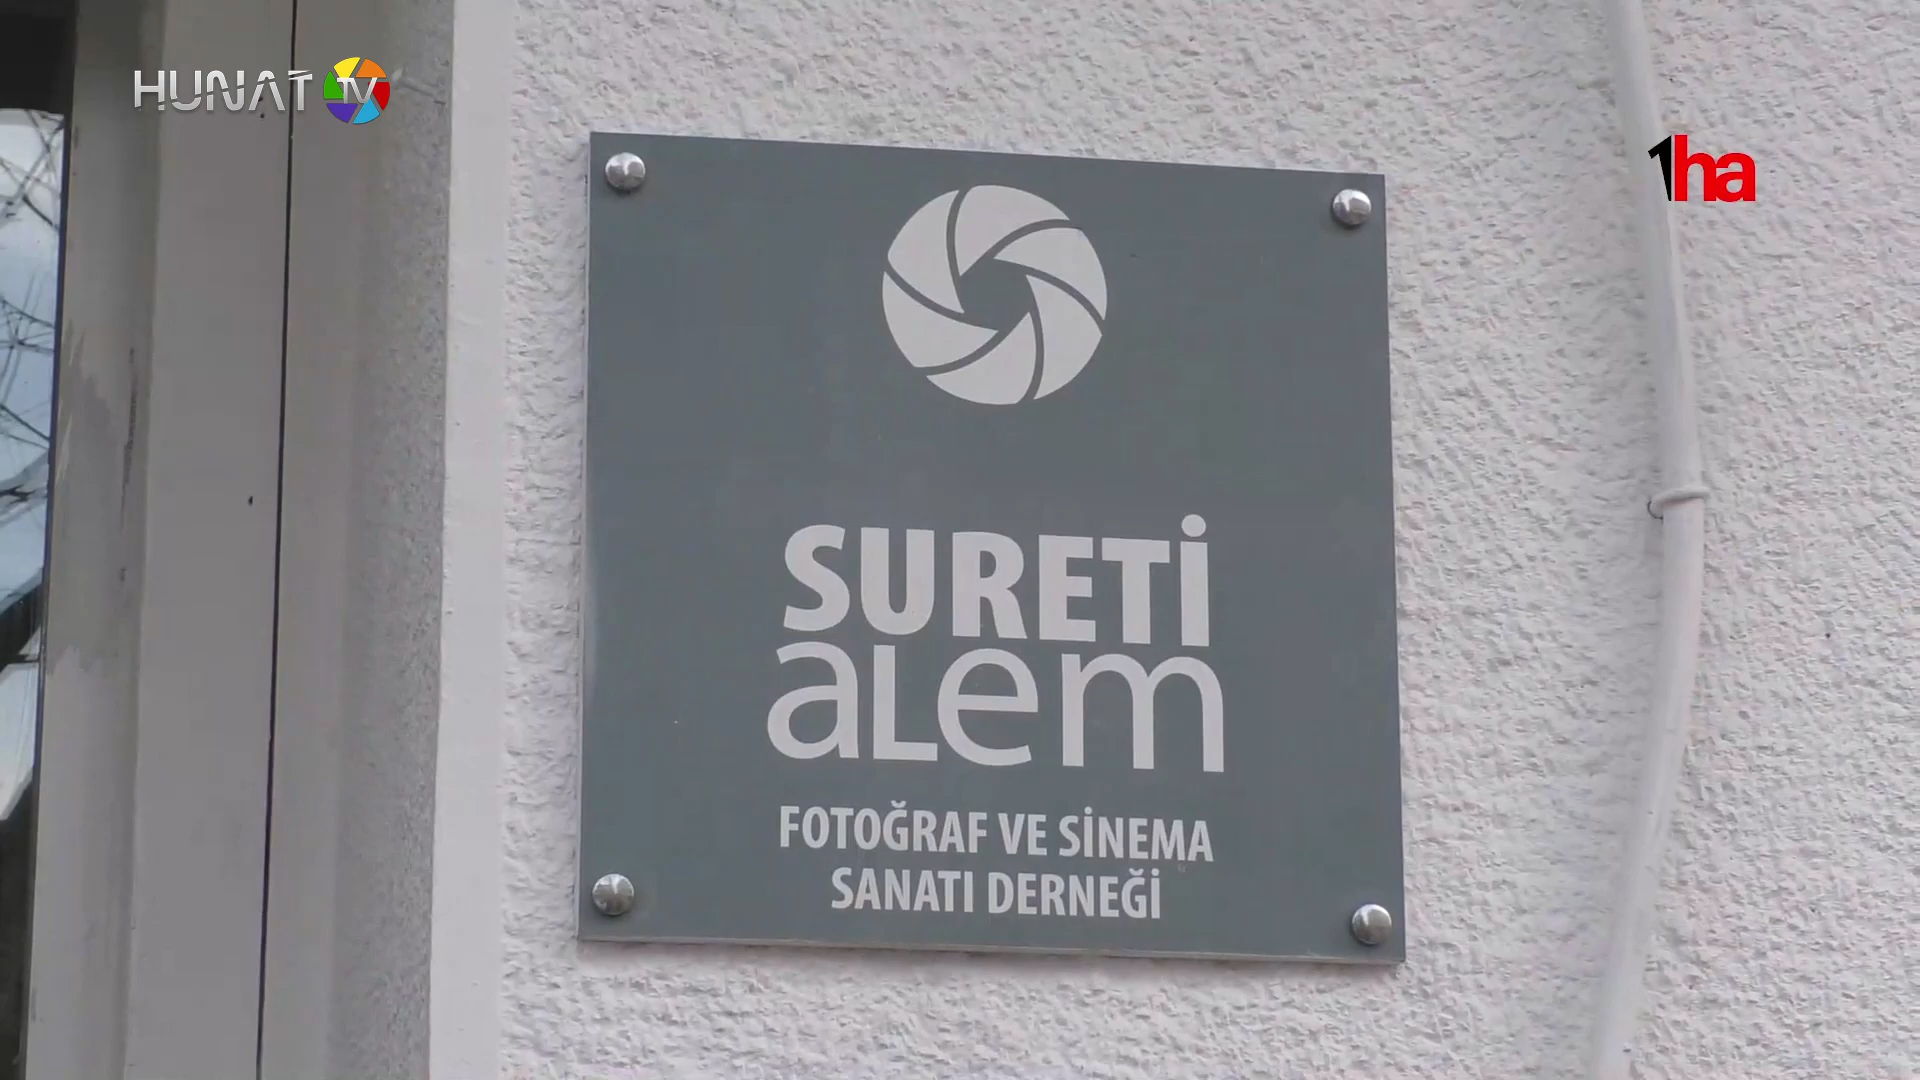 HUNAT TV
1ha
SURETİ
aLem
FOTOĞRAF VE SİNEMA
SANATI DERNEĞİ